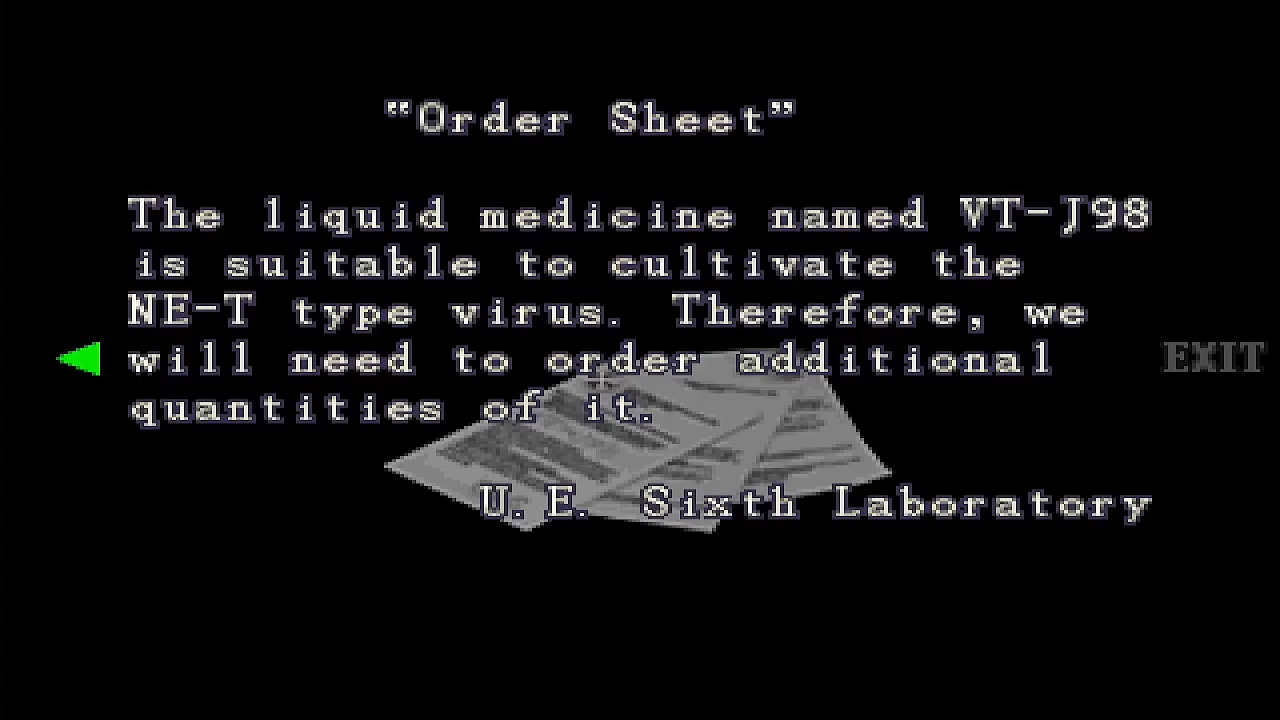 "Order Sheet"
The liquid medicine named VT-J98
is suitable to cultivate the
NE-T type virus. Therefore, we
will need to order additional
EXIT
quantities of it.
U.E. Sixth Laboratory